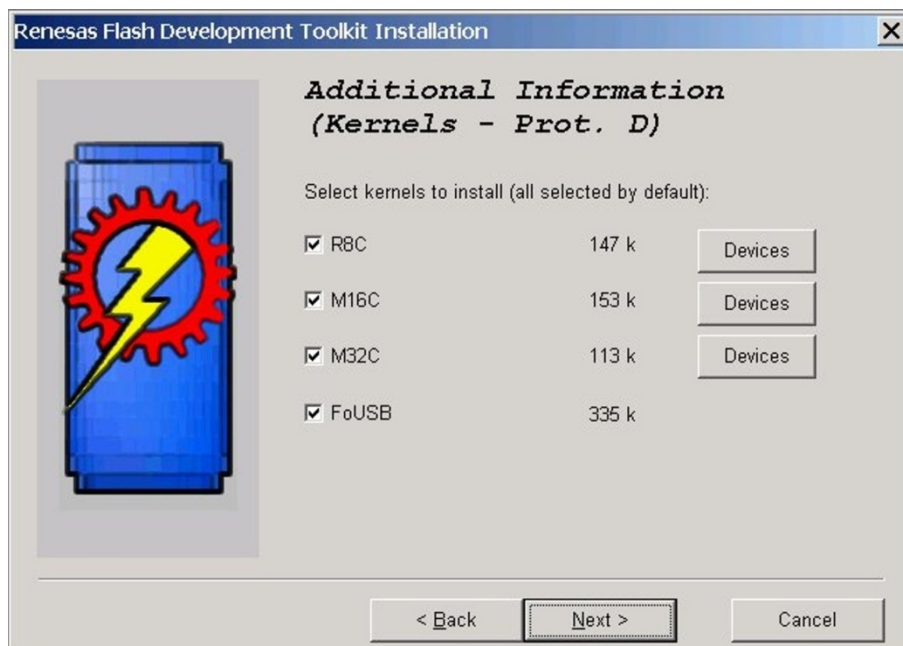 Renesas Flash Development Toolkit Installation
Additional Information
(Kernels - Prot. D)
Select kernels to install (all selected by default):
R8C 147 k Devices
M16C 153 k Devices
M32C 113 k Devices
FoUSB 335 k
< Back Next > Cancel